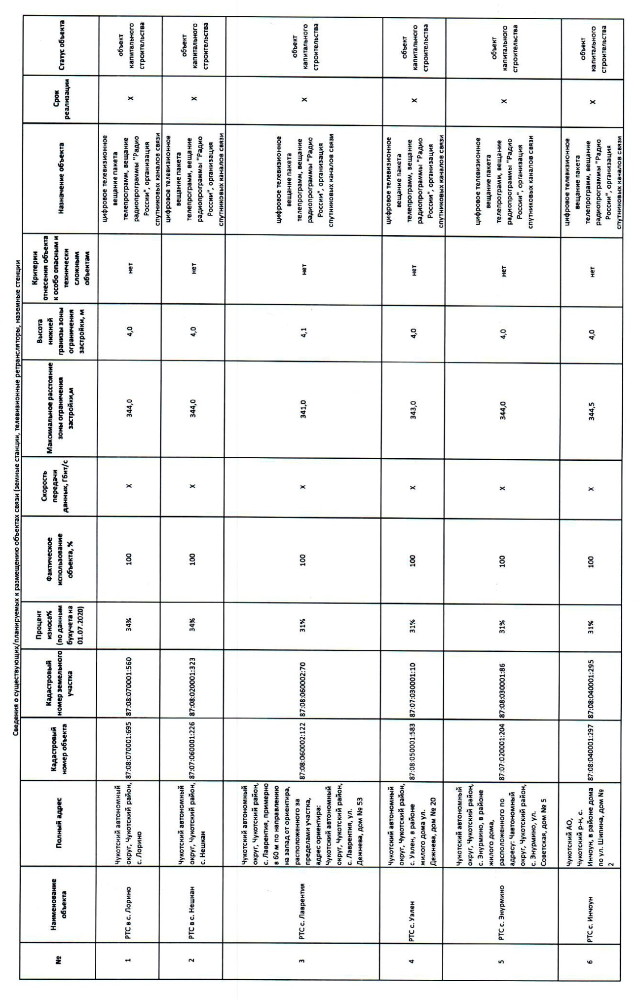 Сведения о существующих/планируемых к размещению объектах связи (земные станции, телевизионные ретрансляторы, наземные стенции
№
Наименование
объекта
Полный адрес
Кадастровый
номер объекта
Кадастровый
номер земельного
участка
Процент
износа%
(по данным
бухучета на
01.07.2020)
Фактическое
использование
объекта, %
Скорость
передачи
данных, Гбит/с
Максимальное расстояние
зоны ограничения
застройки,м
Высота
нижней
гранизы зоны
ограничения
застройки, м
Критерии
отнесения объекта
к особо опасным и
технически
сложным
объектам
Назначение объекта
Срок
реализации
Статус объекта
1
РТС в с. Лорино
Чукотский автономный
округ, Чукотский район,
с. Лорино
87:08:070001:695
87:08:070001:560
34%
100
X
344,0
4,0
нет
цифровое телевизионное
вещание пакета
телепрограмм, вещание
радиопрограммы "Радио
России", организация
спутниковых каналов связи
X
объект
капитального
строительства
2
РТС в с. Нешкан
Чукотский автономный
округ, Чукотский район,
с. Нешкан
87:07:060001:226
87:08:020001:323
34%
100
X
344,0
4,0
нет
цифровое телевизионное
вещание пакета
телепрограмм, вещание
радиопрограммы "Радио
России", организация
спутниковых каналов связи
X
объект
капитального
строительства
3
РТС с. Лаврентия
Чукотский автономный
округ, Чукотский район,
с. Лаврентия, примерно
в 60 м по направлению
на запад от ориентира,
расположенного за
пределами участка,
адрес ориентира:
Чукотский автономный
округ, Чукотский район,
с. Лаврентия, ул.
Дежнева, дом № 53
87:08:060002:122
87:08:060002:70
31%
100
X
341,0
4,1
нет
цифровое телевизионное
вещание пакета
телепрограмм, вещание
радиопрограммы "Радио
России", организация
спутниковых каналов связи
X
объект
капитального
строительства
4
РТС с. Уэлен
Чукотский автономный
округ, Чукотский район,
с. Уэлен, в районе
жилого дома ул.
Дежнева, дом № 20
87:08:050001:583
87:07:030001:10
31%
100
X
343,0
4,0
нет
цифровое телевизионное
вещание пакета
телепрограмм, вещание
радиопрограммы "Радио
России", организация
спутниковых каналов связи
X
объект
капитального
строительства
5
РТС с. Энурмино
Чукотский автономный
округ, Чукотский район,
с. Энурмино, в районе
жилого дома,
расположенного по
адресу: Чавтономный
округ, Чукотский район,
с. Энурмино, ул.
Советская, дом № 5
87:07:020001:204
87:08:030001:86
31%
100
X
344,0
4,0
нет
цифровое телевизионное
вещание пакета
телепрограмм, вещание
радиопрограммы "Радио
России", организация
спутниковых каналов связи
X
объект
капитального
строительства
6
РТС с. Инчоун
Чукотский АО,
Чукотский р-н, с.
Инчоун, в районе дома
по ул. Шипина, дом №
2
87:08:040001:297
87:08:040001:295
31%
100
X
344,5
4,0
нет
цифровое телевизионное
вещание пакета
телепрограмм, вещание
радиопрограммы "Радио
России", организация
спутниковых каналов связи
X
объект
капитального
строительства